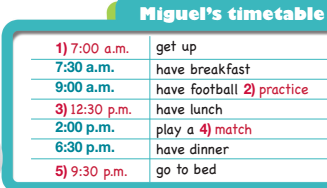 Miguel's timetable
1) 7:00 a.m. get up
7:30 a.m. have breakfast
9:00 a.m. have football 2) practice
3) 12:30 p.m. have lunch
2:00 p.m. play a 4) match
6:30 p.m. have dinner
5) 9:30 p.m. go to bed